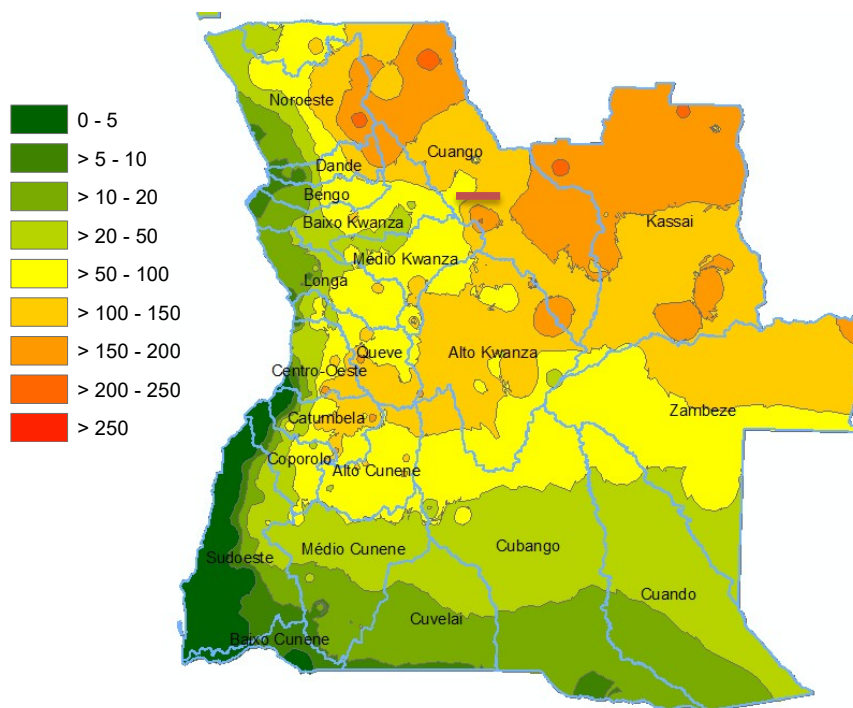 0 - 5
> 5 - 10
> 10 - 20
> 20 - 50
> 50 - 100
> 100 - 150
> 150 - 200
> 200 - 250
> 250
Noroeste
Cuango
Dande
Bengo
Baixo Kwanza
Kassai
Médio Kwanza
Longa
Queve
Alto Kwanza
Centro-Oeste
Catumbela
Zambeze
Coporolo
Alto Cunene
Sudoeste
Médio Cunene
Cubango
Cuando
Cuvelai
Baixo Cunene